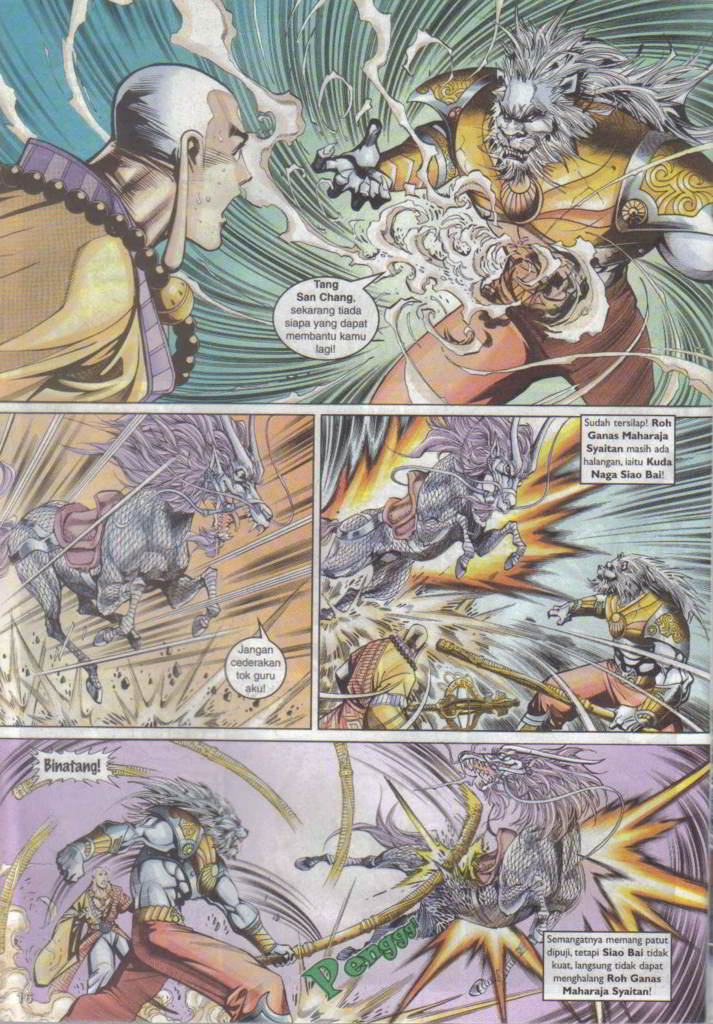 Tang
San Chang,
sekarang tiada
siapa yang dapat
membantu kamu
lagi!
Jangan
cederakan
tok guru
aku!
Sudah tersilap! Roh
Ganas Maharaja
Syaitan masih ada
halangan, iaitu Kuda
Naga Siao Bai!
Binatang!
Penggg
Semangatnya memang patut
dipuji, tetapi Siao Bai tidak
kuat, langsung tidak dapat
menghalang Roh Ganas
Maharaja Syaitan!